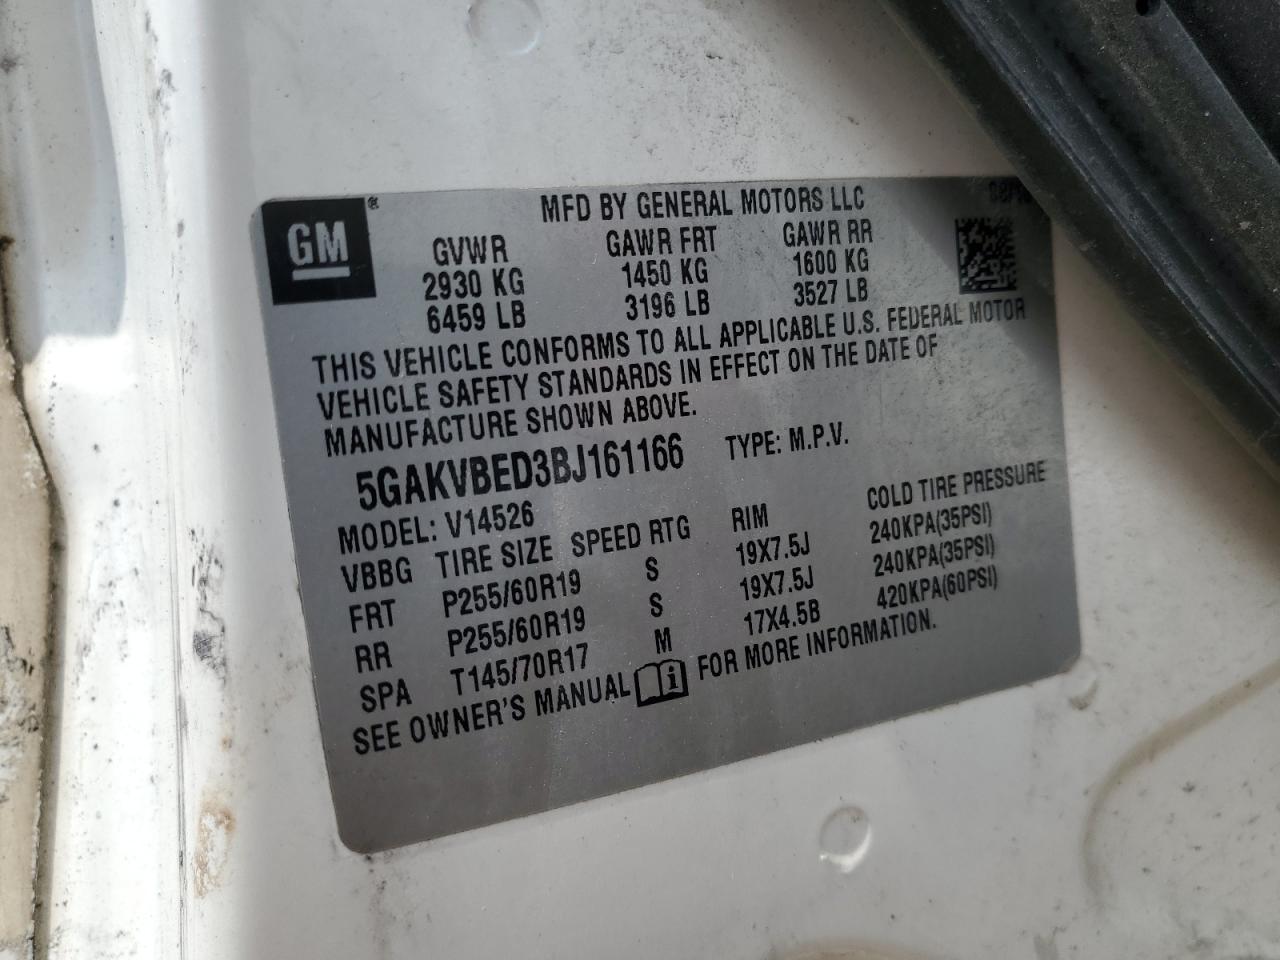 GM®
MFD BY GENERAL MOTORS LLC
GVWR GAWR FRT GAWR RR
2930 KG 1450 KG 1600 KG
6459 LB 3196 LB 3527 LB
THIS VEHICLE CONFORMS TO ALL APPLICABLE U.S. FEDERAL MOTOR
VEHICLE SAFETY STANDARDS IN EFFECT ON THE DATE OF
MANUFACTURE SHOWN ABOVE.
5GAKVBED3BJ161166 TYPE: M.P.V.
MODEL: V14526
VBBG TIRE SIZE SPEED RTG RIM COLD TIRE PRESSURE
FRT P255/60R19 S 19X7.5J 240KPA(35PSI)
RR P255/60R19 S 19X7.5J 240KPA(35PSI)
SPA T145/70R17 M 17X4.5B 420KPA(60PSI)
SEE OWNER'S MANUAL i FOR MORE INFORMATION.